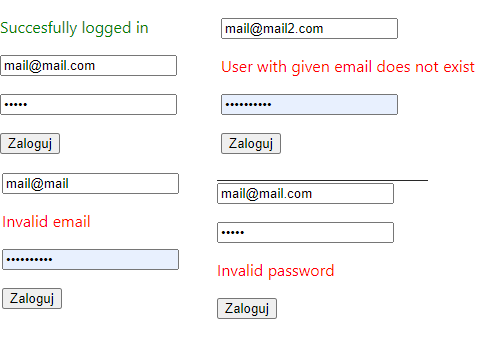 Succesfully logged in
mail@mail.com
•••••
Zaloguj
mail@mail2.com
User with given email does not exist
••••••••••
Zaloguj
mail@mail
Invalid email
••••••••••
Zaloguj
mail@mail.com
•••••
Invalid password
Zaloguj